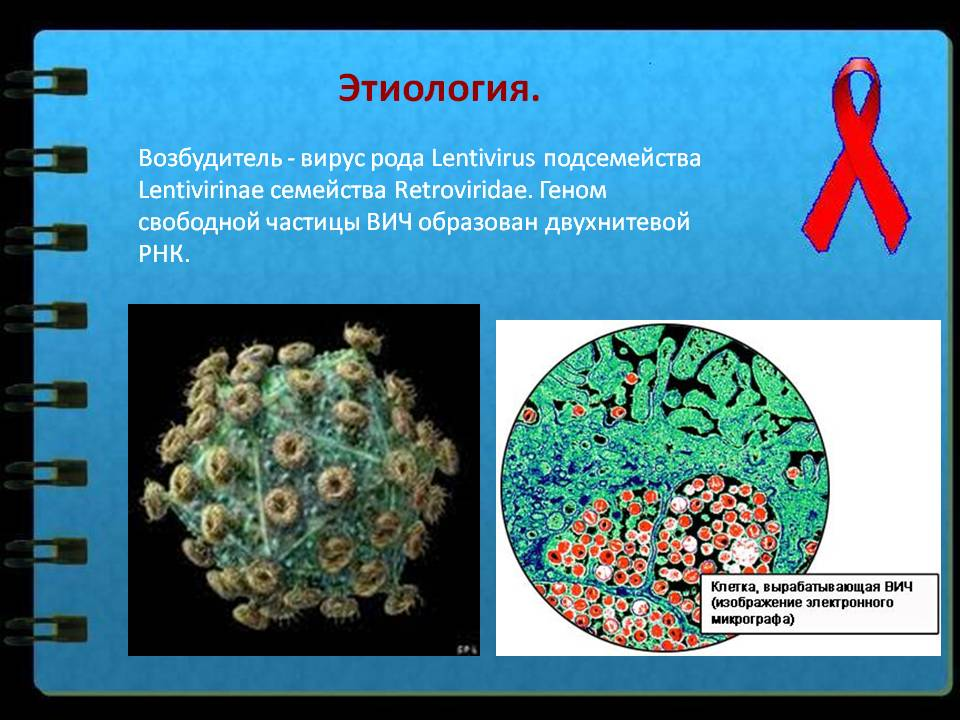 Этиология.
Возбудитель - вирус рода Lentivirus подсемейства
Lentivirinae семейства Retroviridae. Геном
свободной частицы ВИЧ образован двухнитевой
РНК.
Клетка, вырабатывающая ВИЧ
(изображение электронного
микрографа)